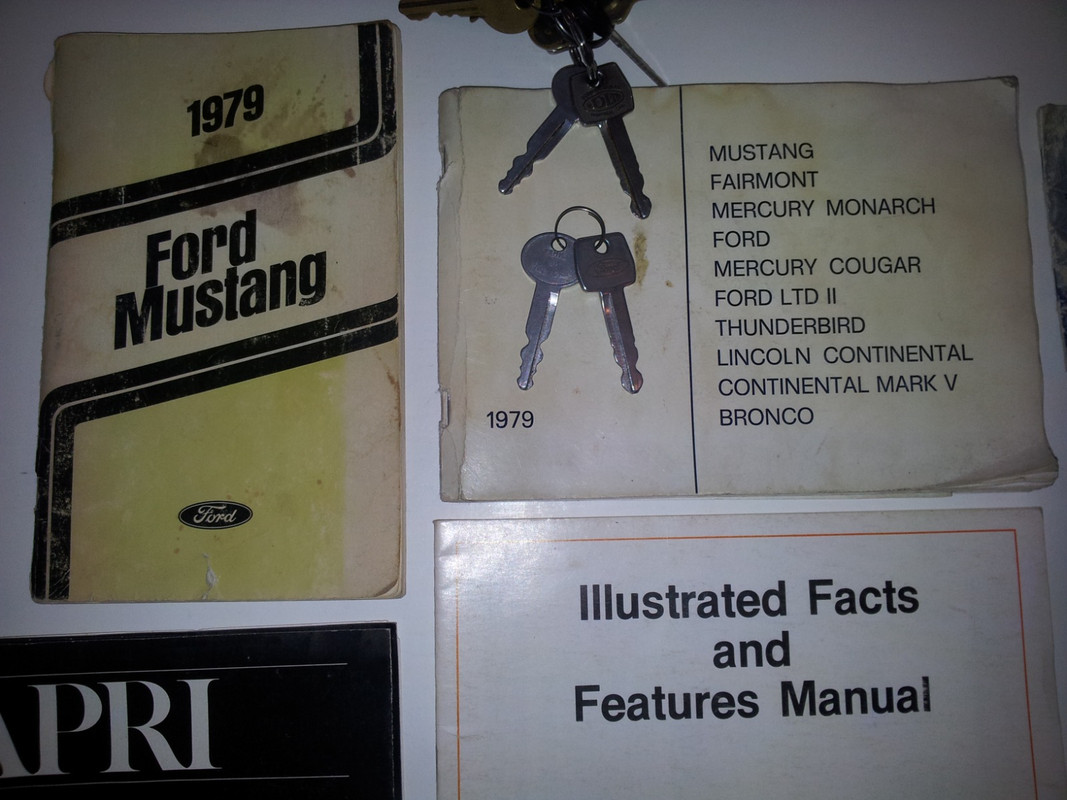 1979
Ford
Mustang
Ford
1979
MUSTANG
FAIRMONT
MERCURY MONARCH
FORD
MERCURY COUGAR
FORD LTD II
THUNDERBIRD
LINCOLN CONTINENTAL
CONTINENTAL MARK V
BRONCO
Illustrated Facts
and
Features Manual
APRI